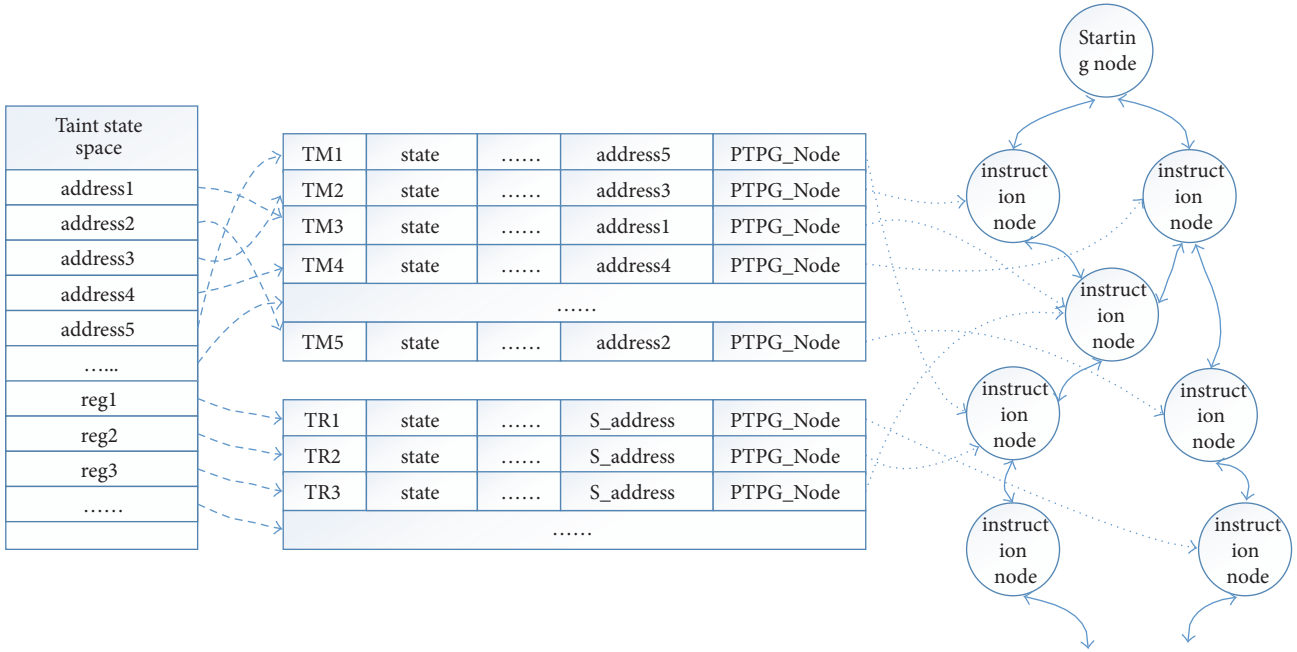 Taint state
space
address1
address2
address3
address4
address5
......
reg1
reg2
reg3
......
TM1 state ...... address5 PTPG_Node
TM2 state ...... address3 PTPG_Node
TM3 state ...... address1 PTPG_Node
TM4 state ...... address4 PTPG_Node
......
TM5 state ...... address2 PTPG_Node
TR1 state ...... S_address PTPG_Node
TR2 state ...... S_address PTPG_Node
TR3 state ...... S_address PTPG_Node
......
Startin
g node
instruct
ion
node
instruct
ion
node
instruct
ion
node
instruct
ion
node
instruct
ion
node
instruct
ion
node
instruct
ion
node